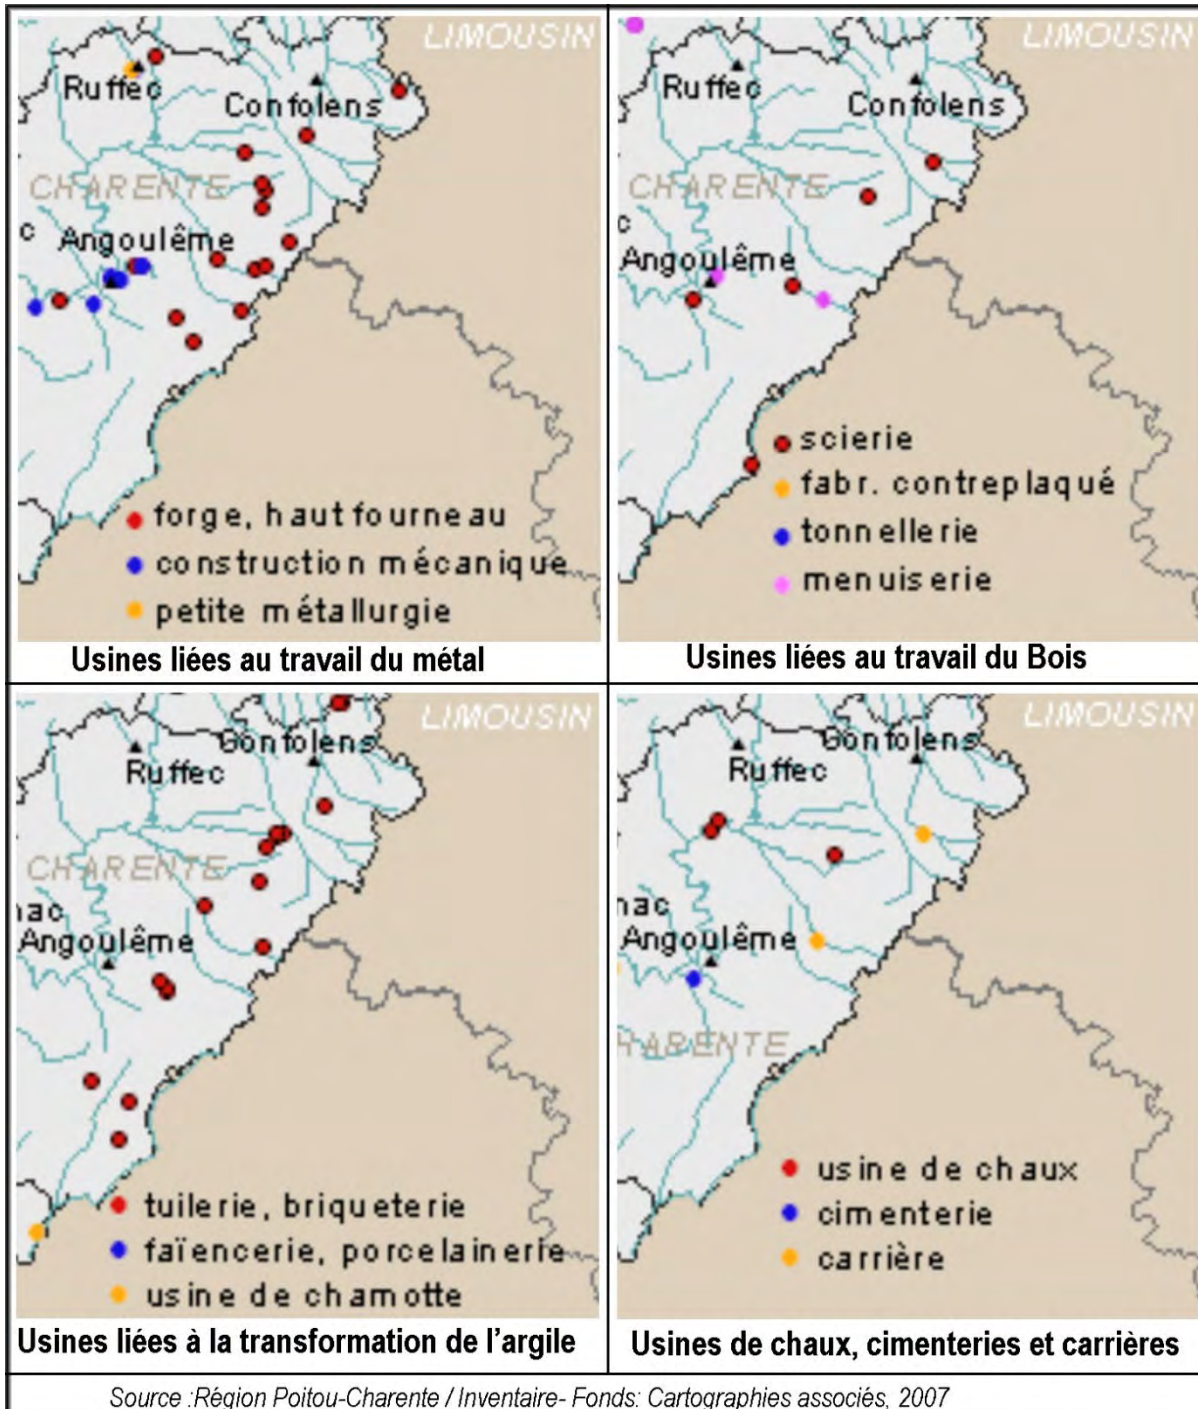 LIMOUSIN
Ruffec
Confolens
CHARENTE
c
Angoulême
forge, haut fourneau
construction mécanique
petite métallurgie
Usines liées au travail du métal
LIMOUSIN
Ruffec
Confolens
CHARENTE
c
Angoulême
scierie
fabr. contreplaqué
tonnellerie
menuiserie
Usines liées au travail du Bois
LIMOUSIN
Confolens
Ruffec
CHARENTE
nac
Angoulême
tuilerie, briqueterie
faïencerie, porcelainerie
usine de chamotte
Usines liées à la transformation de l'argile
LIMOUSIN
Confolens
Ruffec
nac
Angoulême
HARENTE
usine de chaux
cimenterie
carrière
Usines de chaux, cimenteries et carrières
Source :Région Poitou-Charente / Inventaire- Fonds: Cartographies associés, 2007